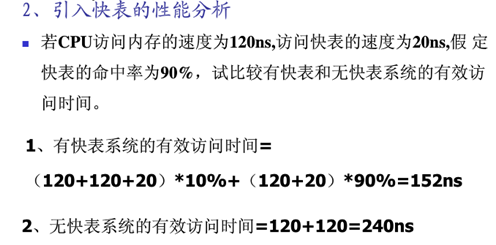 2、引入快表的性能分析
■ 若CPU访问内存的速度为120ns,访问快表的速度为20ns,假 定
快表的命中率为90%，试比较有快表和无快表系统的有效访
问时间。
1、有快表系统的有效访问时间=
（120+120+20）*10%+（120+20）*90%=152ns
2、无快表系统的有效访问时间=120+120=240ns